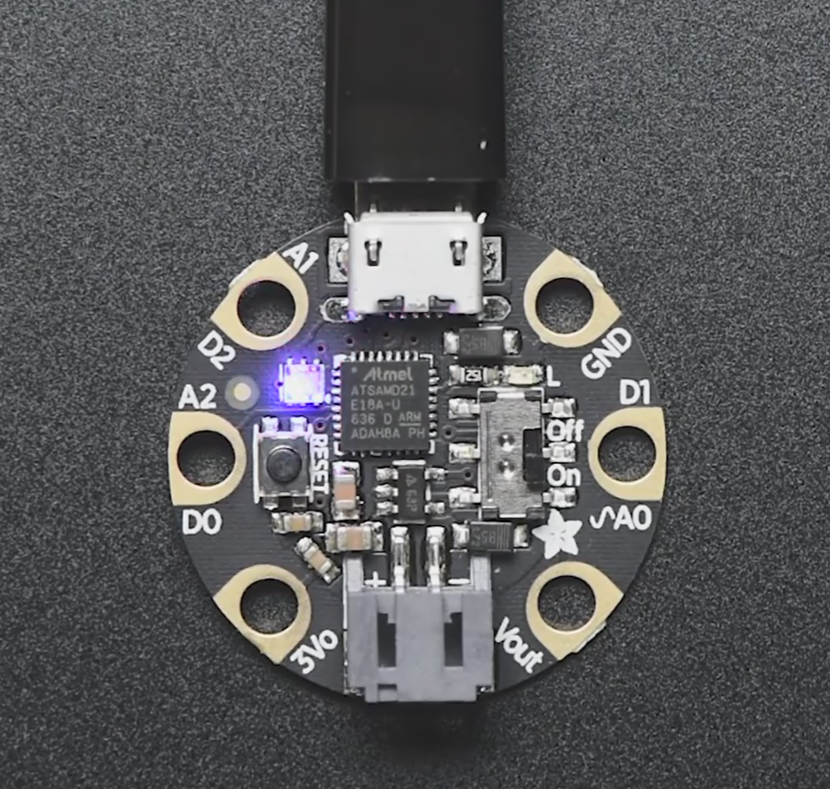 A1
GND
D2
L
A2
Atmel
ATSAMD21
E18A-U
636 D ARM
ADAH8A PH
D1
Off
RESET
On
D0
A0
+
-
3Vo
Vout